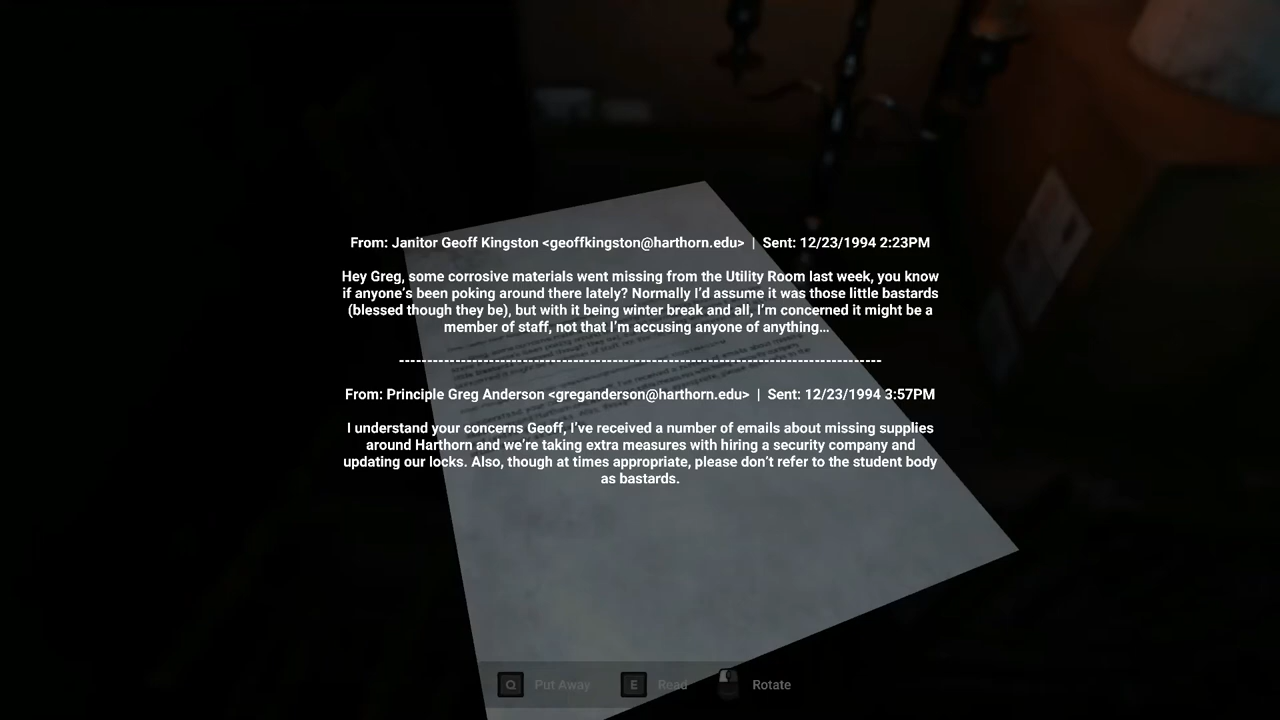 From: Janitor Geoff Kingston <geoffkingston@harthorn.edu> | Sent: 12/23/1994 2:23PM
Hey Greg, some corrosive materials went missing from the Utility Room last week, you know
if anyone's been poking around there lately? Normally I'd assume it was those little bastards
(blessed though they be), but with it being winter break and all, I'm concerned it might be a
member of staff, not that I'm accusing anyone of anything...
--------------------------------------------------------------------------------------
From: Principle Greg Anderson <greganderson@harthorn.edu> | Sent: 12/23/1994 3:57PM
I understand your concerns Geoff, I've received a number of emails about missing supplies
around Harthorn and we're taking extra measures with hiring a security company and
updating our locks. Also, though at times appropriate, please don't refer to the student body
as bastards.
Q Put Away E Read Rotate